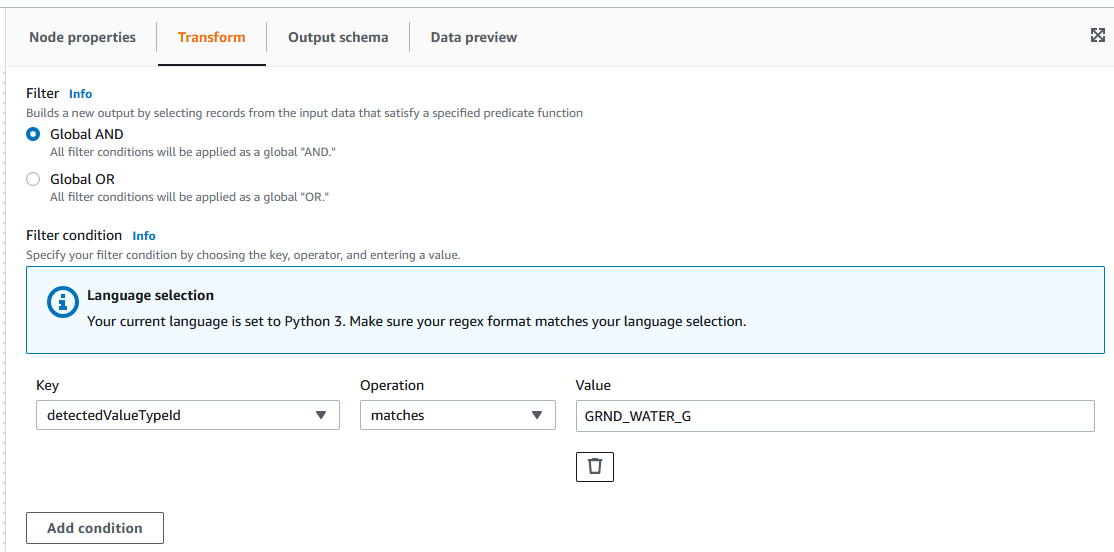 Node properties Transform Output schema Data preview
Filter Info
Builds a new output by selecting records from the input data that satisfy a specified predicate function
Global AND
All filter conditions will be applied as a global "AND."
Global OR
All filter conditions will be applied as a global "OR."
Filter condition Info
Specify your filter condition by choosing the key, operator, and entering a value.
Language selection
Your current language is set to Python 3. Make sure your regex format matches your language selection.
Key Operation Value
detectedValueTypeId matches GRND_WATER_G
Add condition